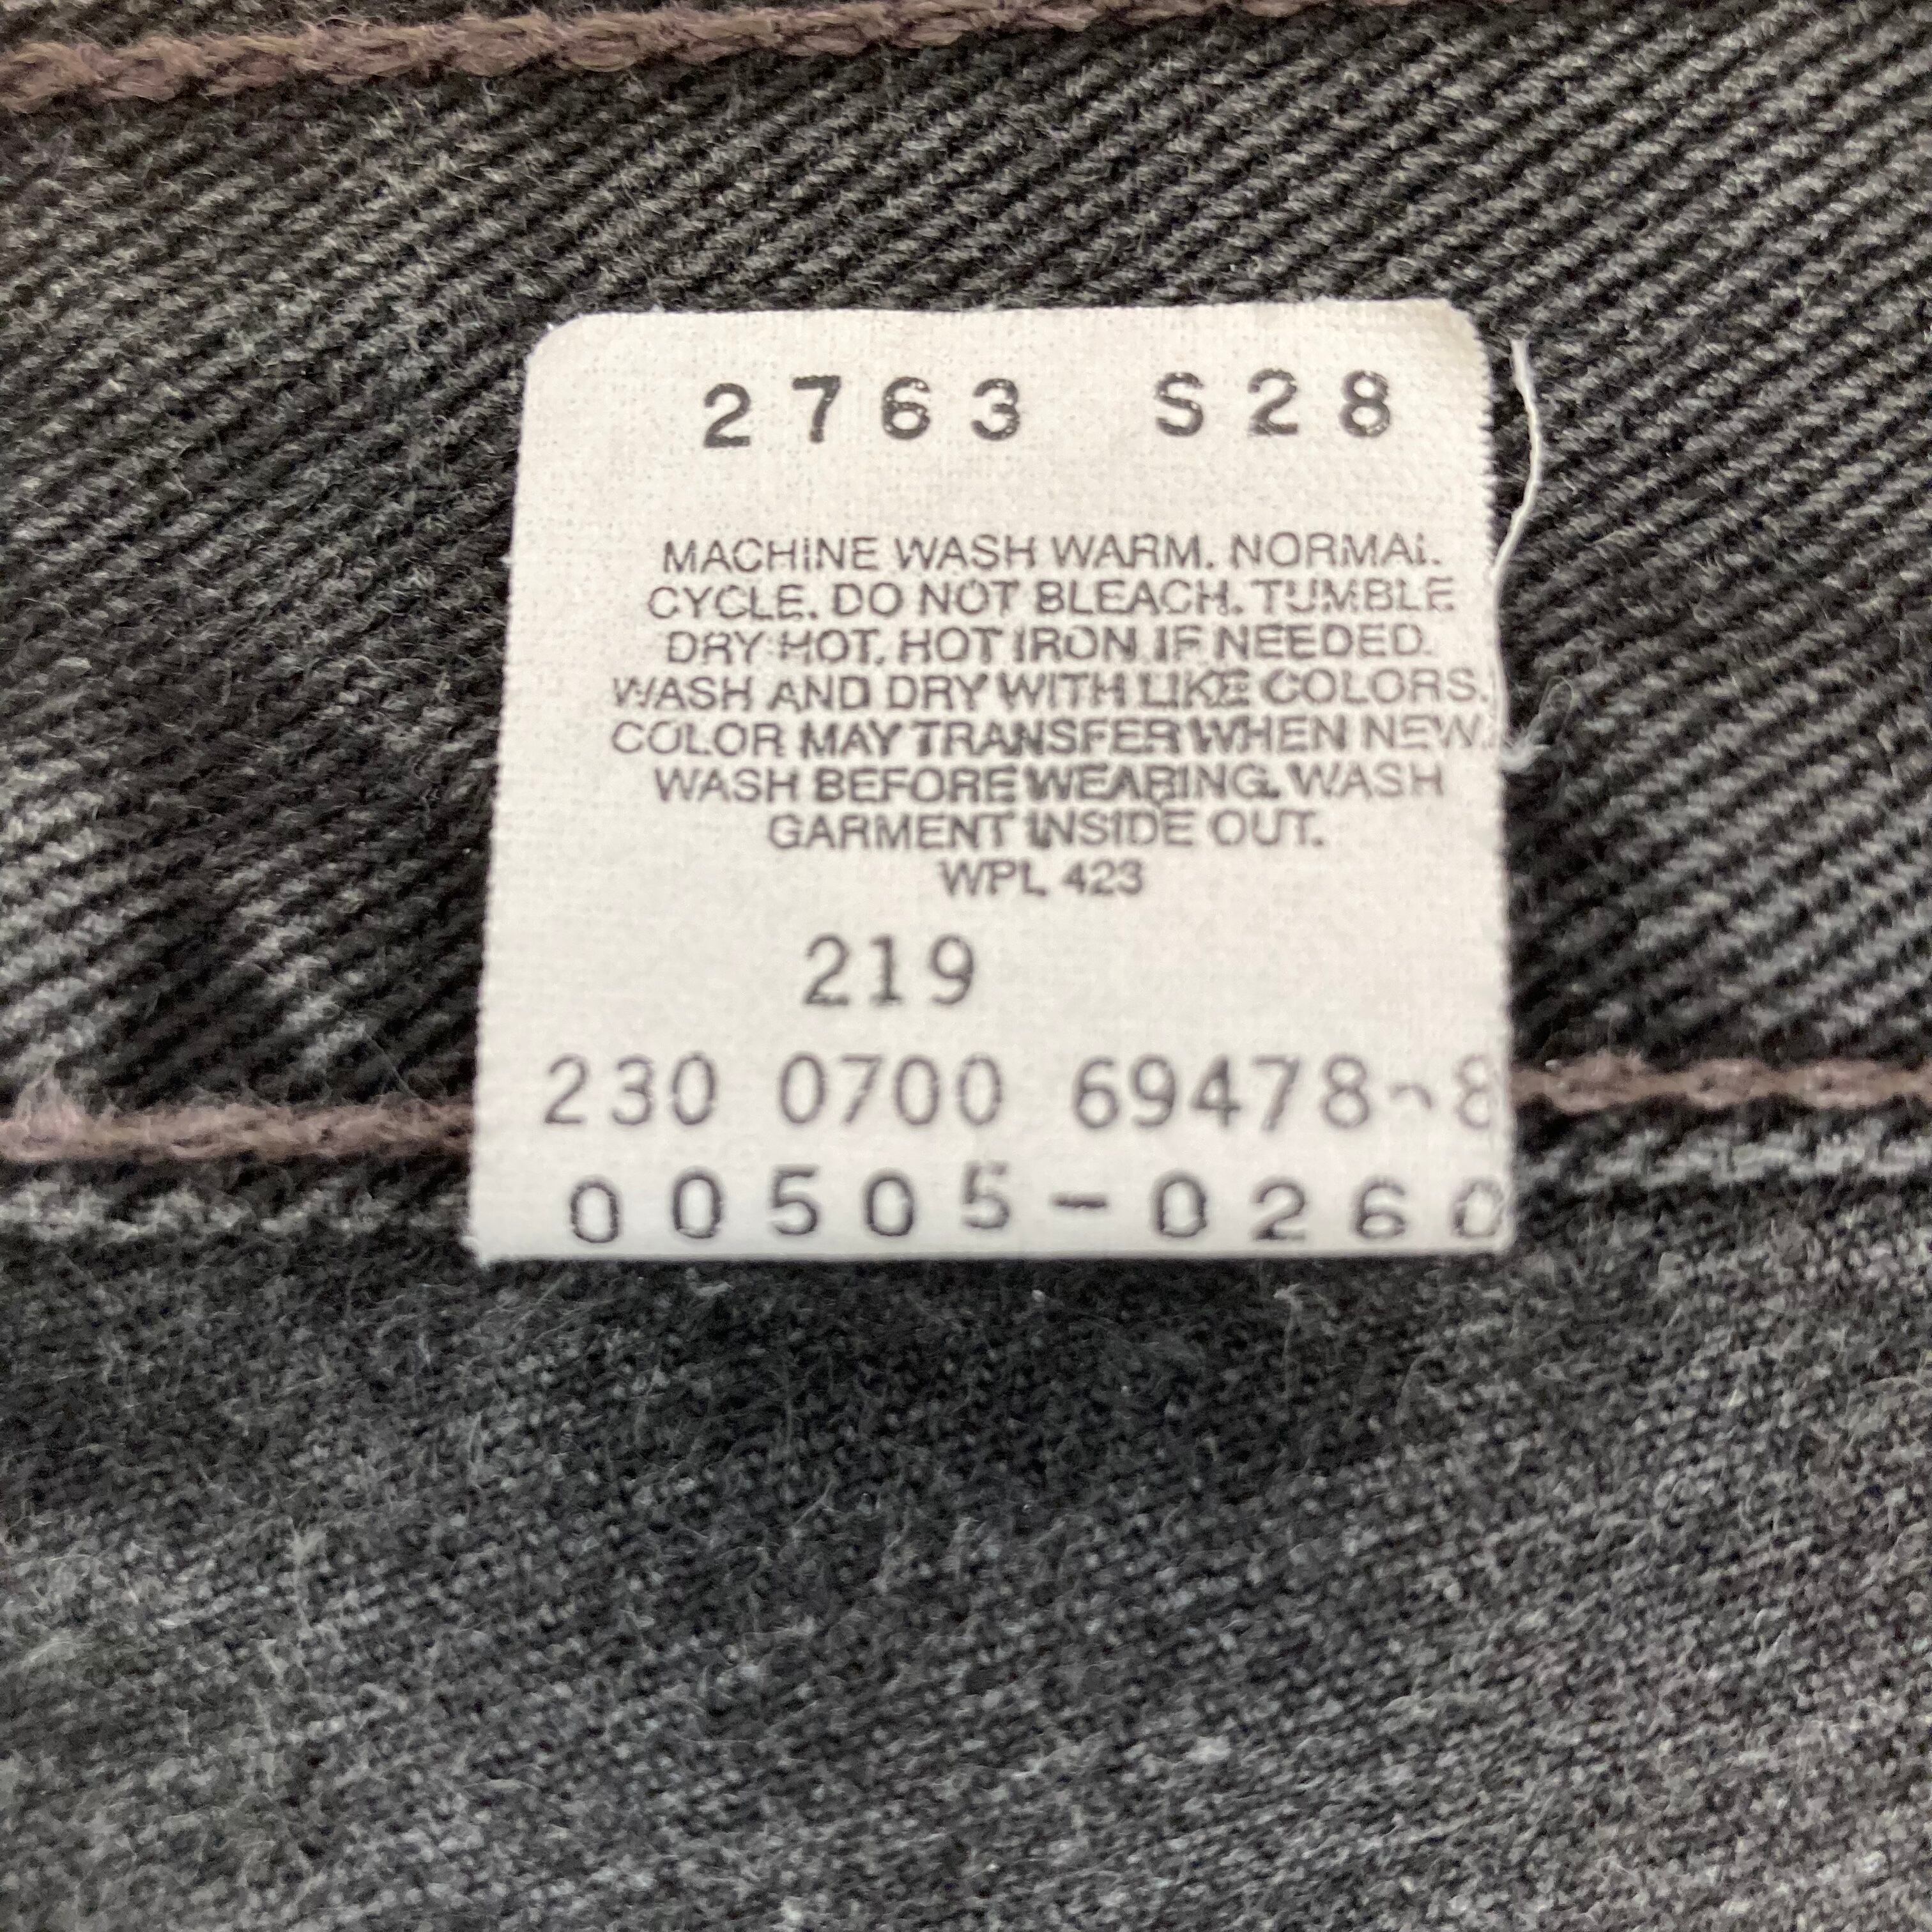 2763 S28
MACHINE WASH WARM. NORMAL
CYCLE. DO NOT BLEACH. TUMBLE
DRY HOT. HOT IRON IF NEEDED.
WASH AND DRY WITH LIKE COLORS.
COLOR MAY TRANSFER WHEN NEW.
WASH BEFORE WEARING. WASH
GARMENT INSIDE OUT.
WPL 423
219
230 0700 69478-8
00505-0260